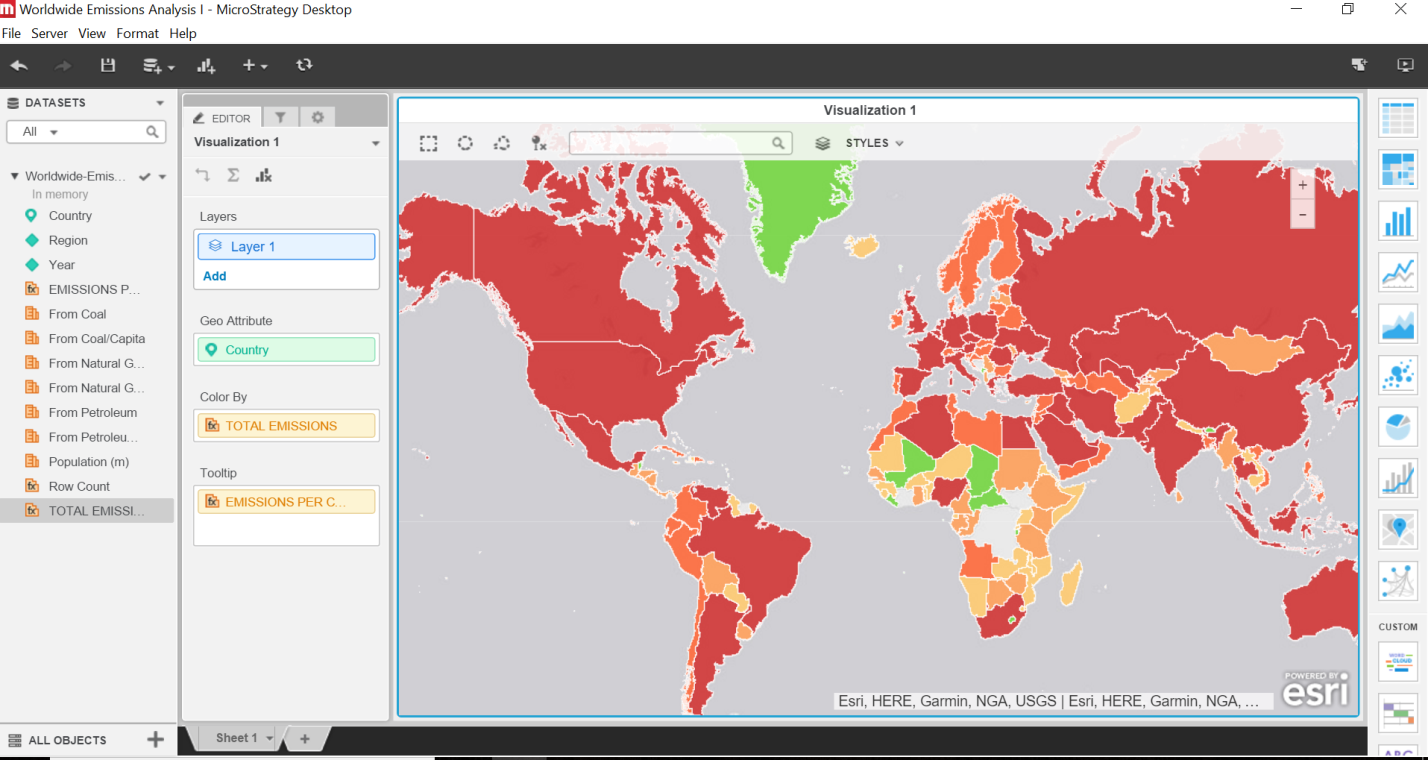 Worldwide Emissions Analysis I - MicroStrategy Desktop
File Server View Format Help
DATASETS
All
Worldwide-Emis...
In memory
Country
Region
Year
EMISSIONS P...
From Coal
From Coal/Capita
From Natural G...
From Natural G...
From Petroleum
From Petroleu...
Population (m)
Row Count
TOTAL EMISSI...
ALL OBJECTS
EDITOR
Visualization 1
Layers
Layer 1
Add
Geo Attribute
Country
Color By
TOTAL EMISSIONS
Tooltip
EMISSIONS PER C...
Visualization 1
STYLES
Esri, HERE, Garmin, NGA, USGS | Esri, HERE, Garmin, NGA, ...
POWERED BY
esri
Sheet 1
CUSTOM
WORD
CLOUD